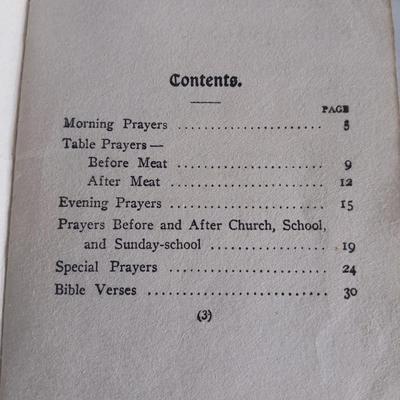 Contents.
PAGE
Morning Prayers ...................... 5
Table Prayers—
Before Meat ....................... 9
After Meat ........................ 12
Evening Prayers ...................... 15
Prayers Before and After Church, School,
and Sunday-school .................. 19
Special Prayers ....................... 24
Bible Verses .......................... 30
(3)